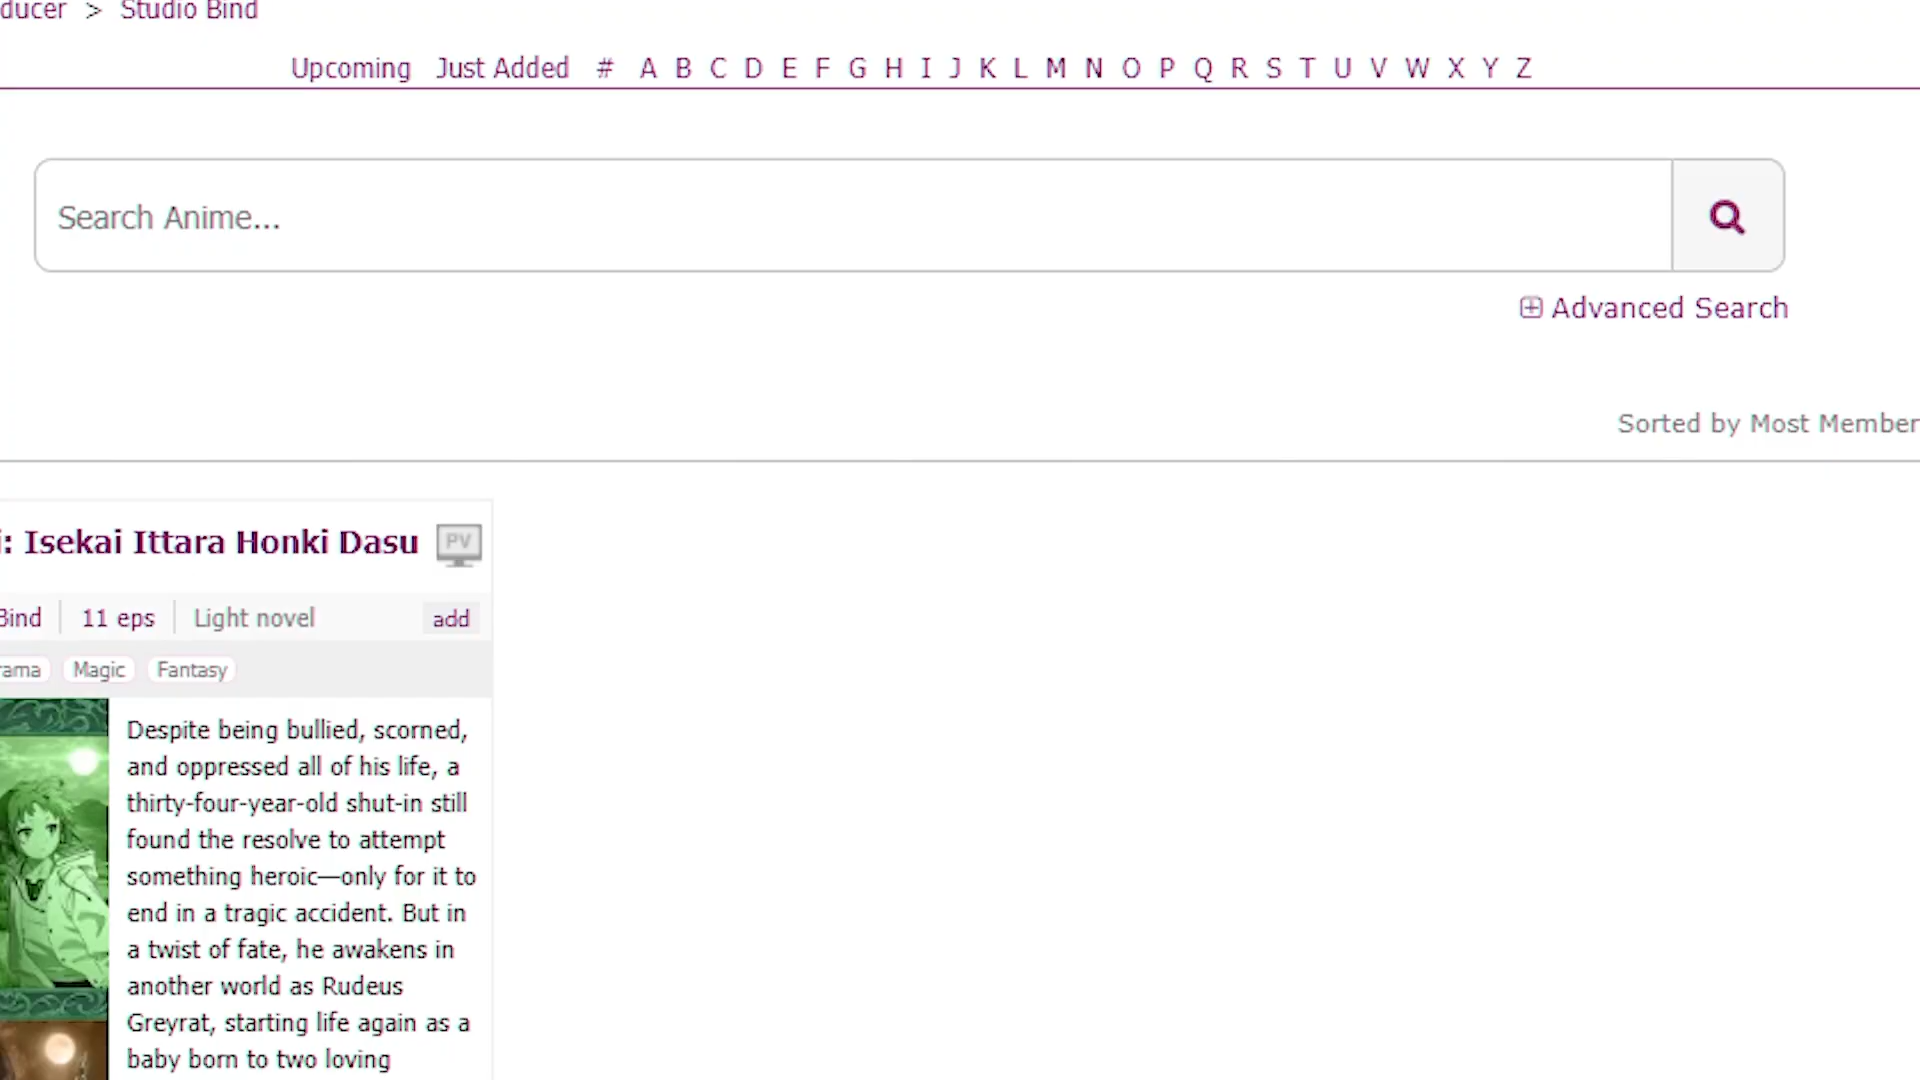 ducer > Studio Bind
Upcoming Just Added # A B C D E F G H I J K L M N O P Q R S T U V W X Y Z
Search Anime...
Advanced Search
Sorted by Most Member
i: Isekai Ittara Honki Dasu PV
Bind 11 eps Light novel add
rama Magic Fantasy
Despite being bullied, scorned,
and oppressed all of his life, a
thirty-four-year-old shut-in still
found the resolve to attempt
something heroic—only for it to
end in a tragic accident. But in
a twist of fate, he awakens in
another world as Rudeus
Greyrat, starting life again as a
baby born to two loving